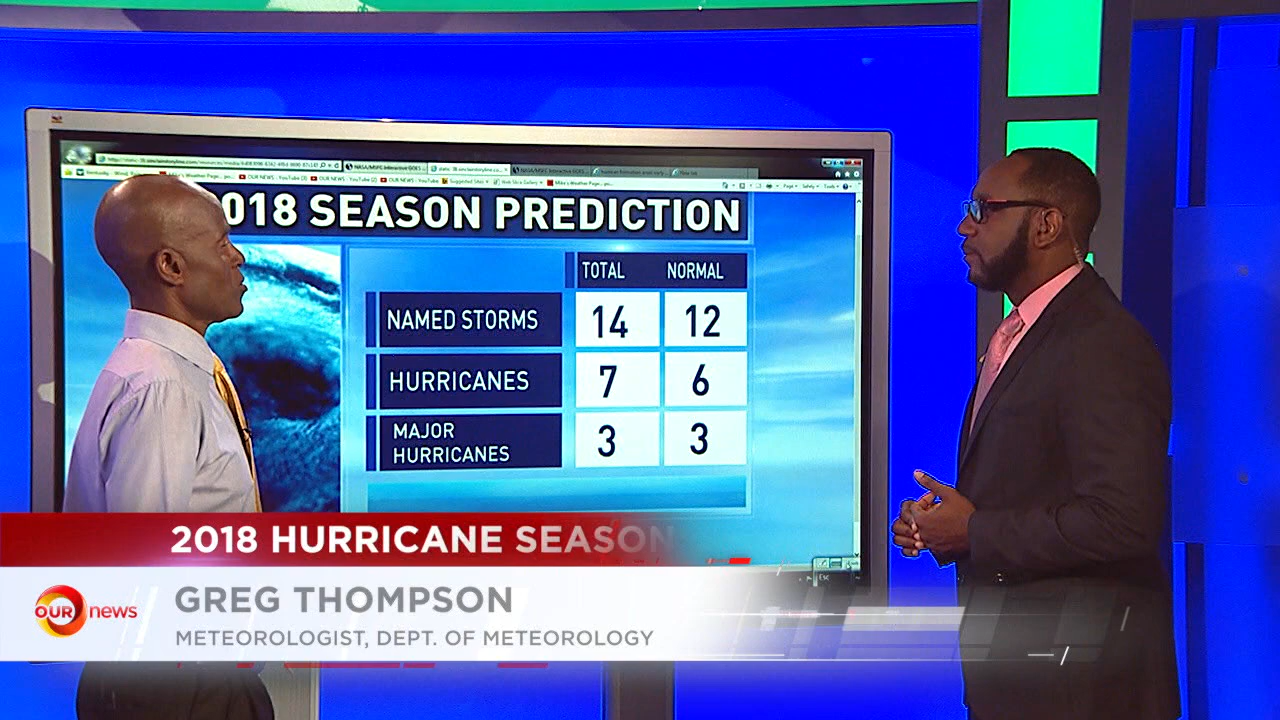 2018 SEASON PREDICTION
TOTAL NORMAL
NAMED STORMS 14 12
HURRICANES 7 6
MAJOR HURRICANES 3 3
2018 HURRICANE SEASON
OUR news
GREG THOMPSON
METEOROLOGIST, DEPT. OF METEOROLOGY